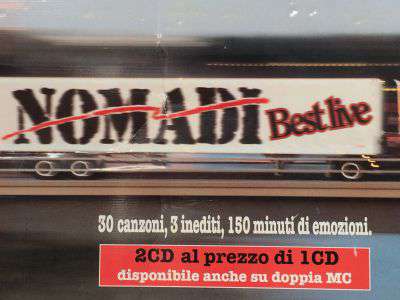 NOMADI Best live
30 canzoni, 3 inediti, 150 minuti di emozioni.
2CD al prezzo di 1CD
disponibile anche su doppia MC